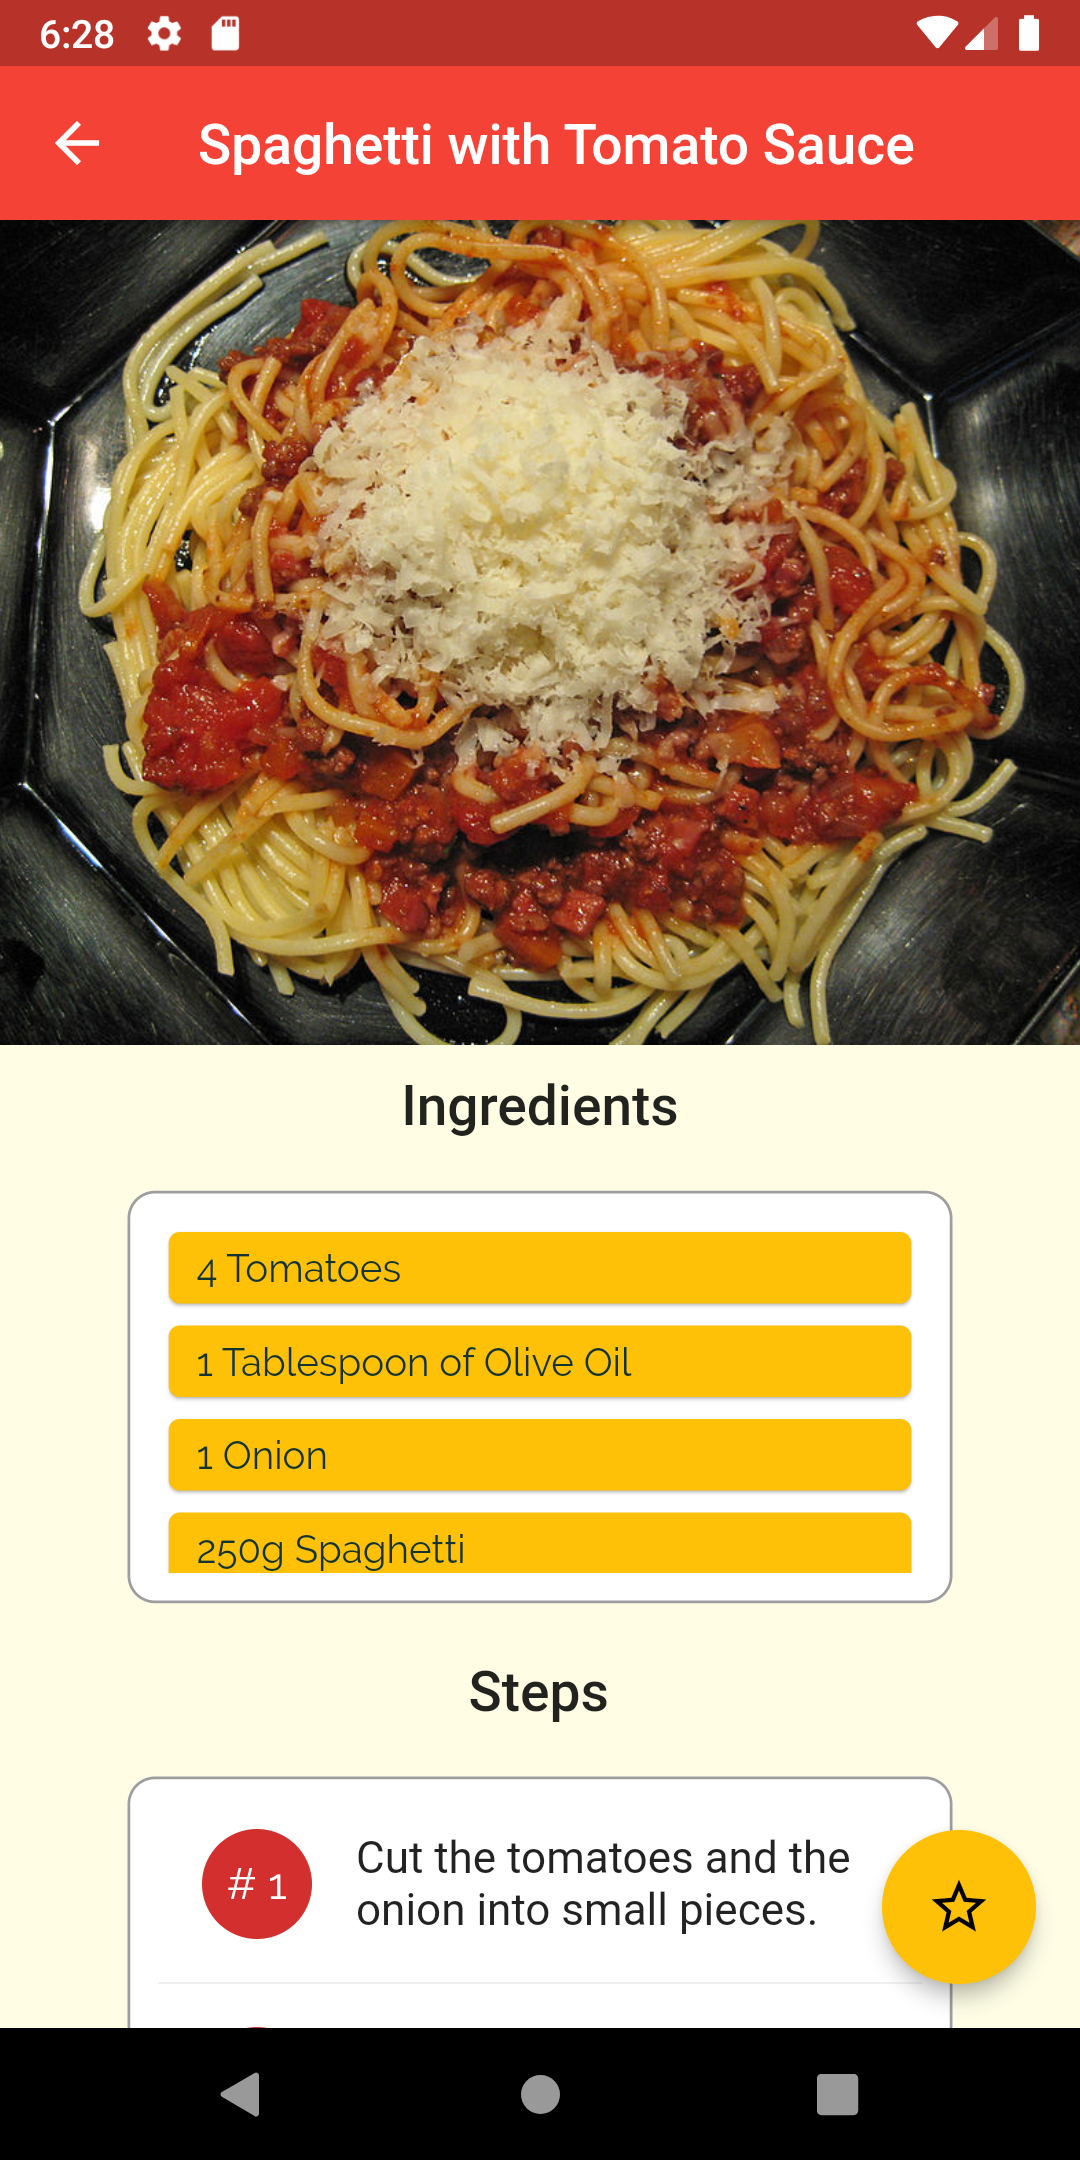 6:28
Spaghetti with Tomato Sauce
Ingredients
4 Tomatoes
1 Tablespoon of Olive Oil
1 Onion
250g Spaghetti
Steps
# 1
Cut the tomatoes and the
onion into small pieces.